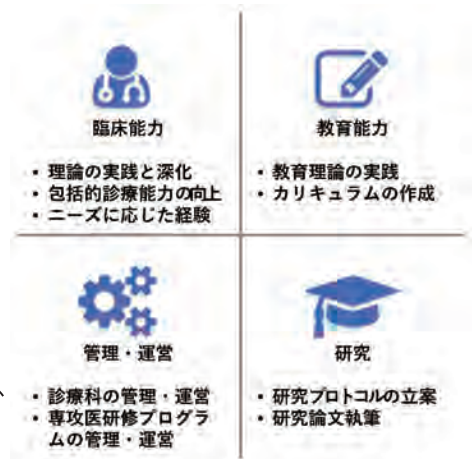 臨床能力
・ 理論の実践と深化
・ 包括的診療能力の向上
・ ニーズに応じた経験
教育能力
・ 教育理論の実践
・ カリキュラムの作成
管理・運営
・ 診療科の管理・運営
・ 専攻医研修プログラ
ムの管理・運営
研究
・ 研究プロトコルの立案
・ 研究論文執筆
、